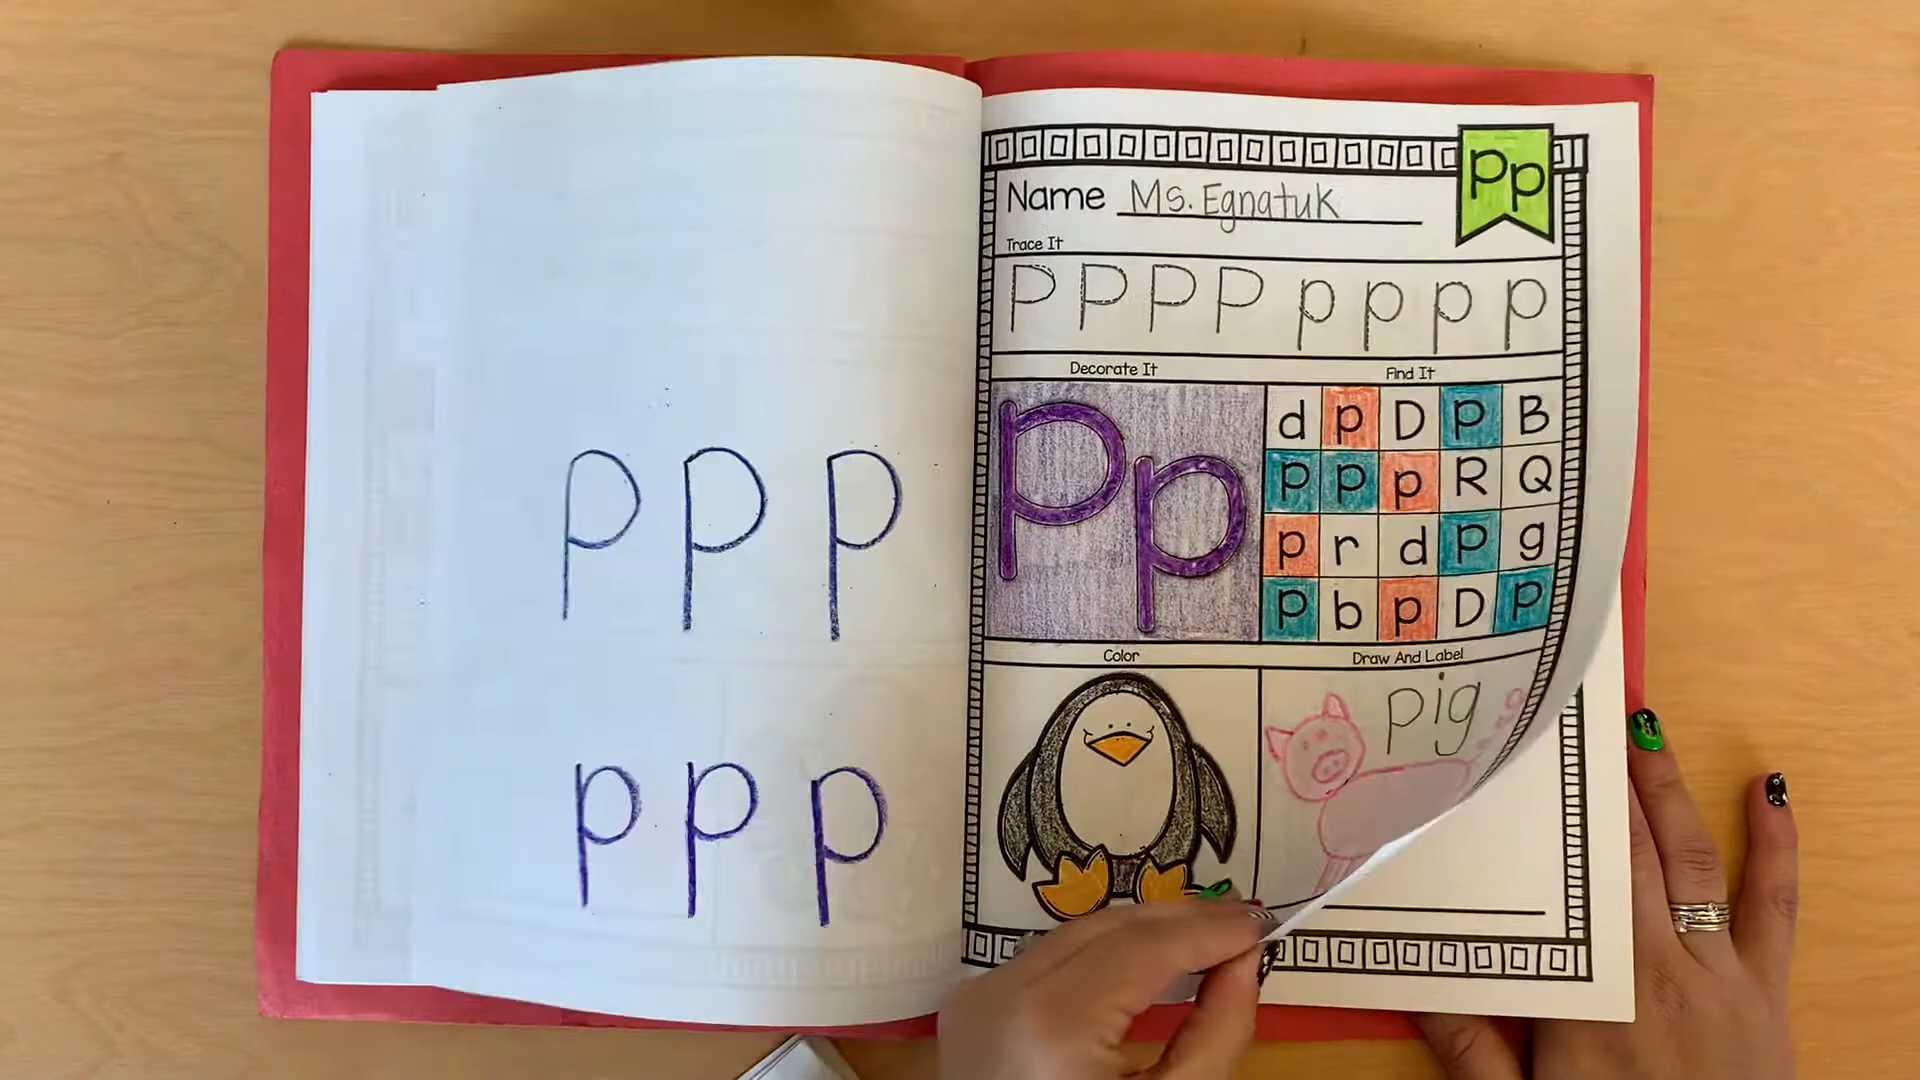 P P P
p p p
Pp
Name Ms. Egnatuk
Trace It
P P P P p p p p
Decorate It
Find It
Pp
d p D P B
P P p R Q
p r d P g
P b p D P
Color
Draw And Label
pig